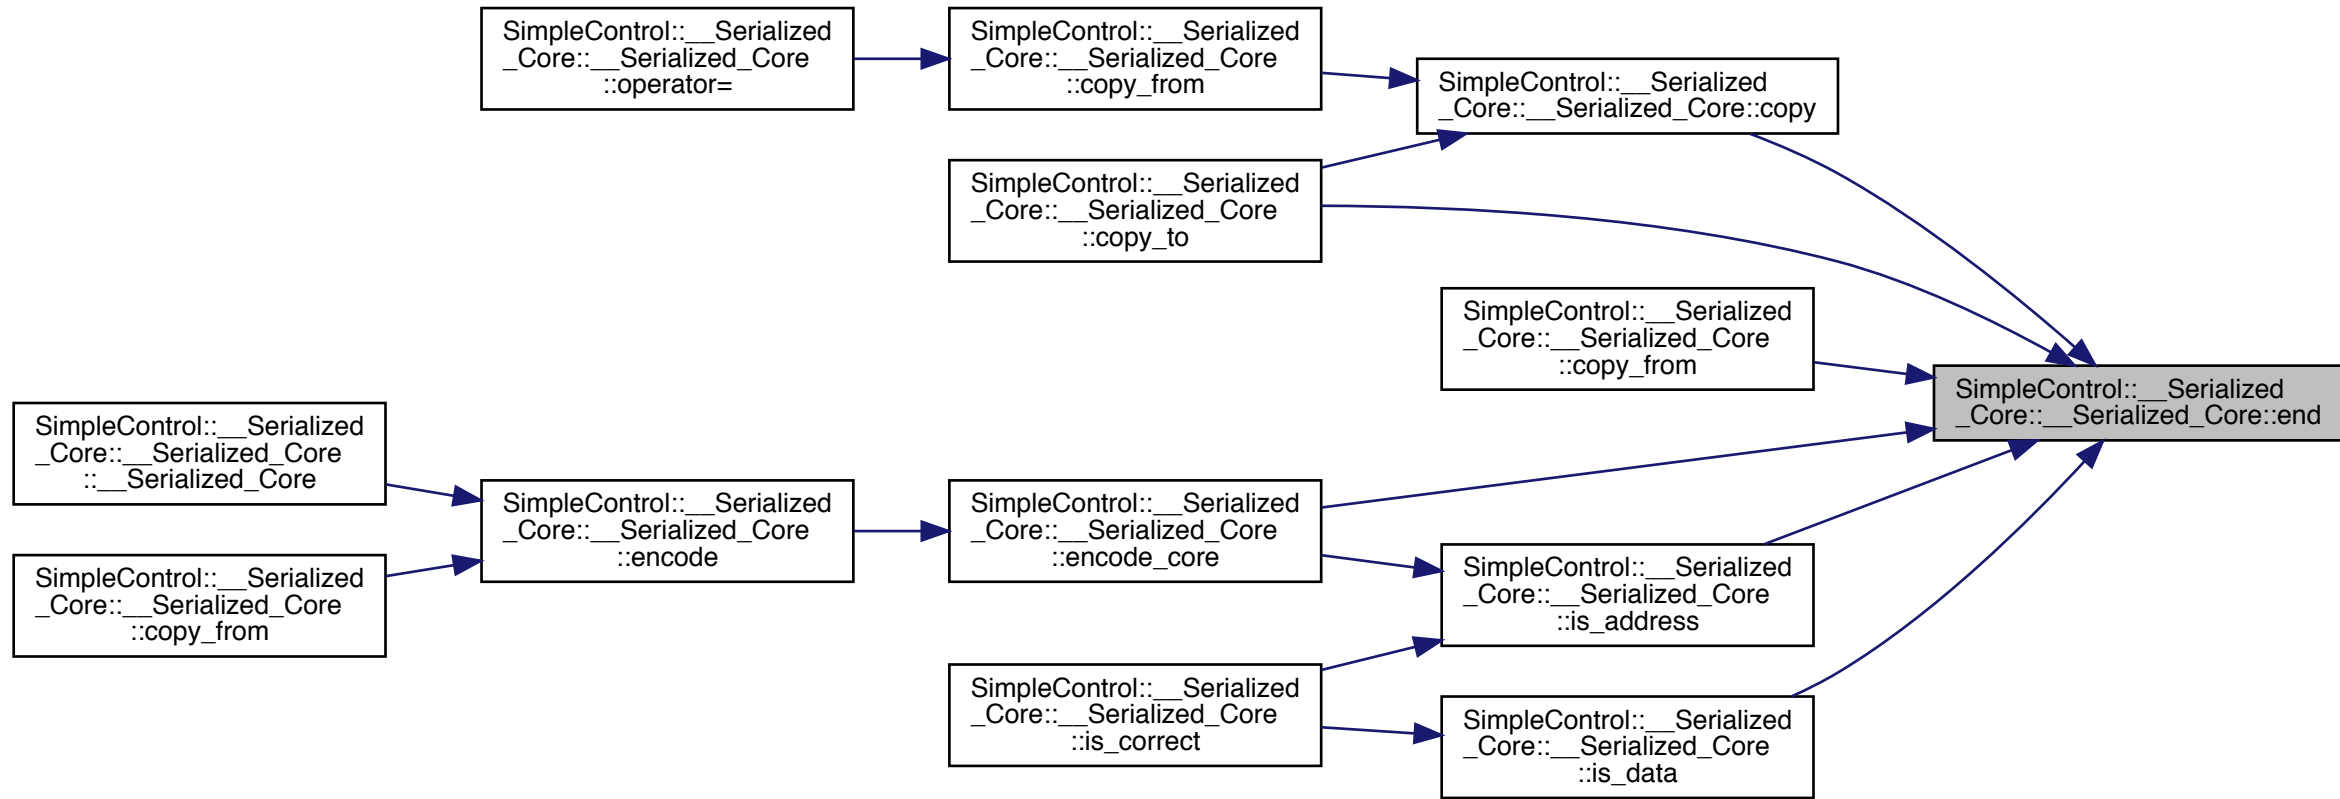 SimpleControl::__Serialized
_Core::__Serialized_Core
::operator=
SimpleControl::__Serialized
_Core::__Serialized_Core
::copy_from
SimpleControl::__Serialized
_Core::__Serialized_Core::copy
SimpleControl::__Serialized
_Core::__Serialized_Core
::copy_to
SimpleControl::__Serialized
_Core::__Serialized_Core
::copy_from
SimpleControl::__Serialized
_Core::__Serialized_Core::end
SimpleControl::__Serialized
_Core::__Serialized_Core
::__Serialized_Core
SimpleControl::__Serialized
_Core::__Serialized_Core
::encode
SimpleControl::__Serialized
_Core::__Serialized_Core
::encode_core
SimpleControl::__Serialized
_Core::__Serialized_Core
::copy_from
SimpleControl::__Serialized
_Core::__Serialized_Core
::is_address
SimpleControl::__Serialized
_Core::__Serialized_Core
::is_correct
SimpleControl::__Serialized
_Core::__Serialized_Core
::is_data